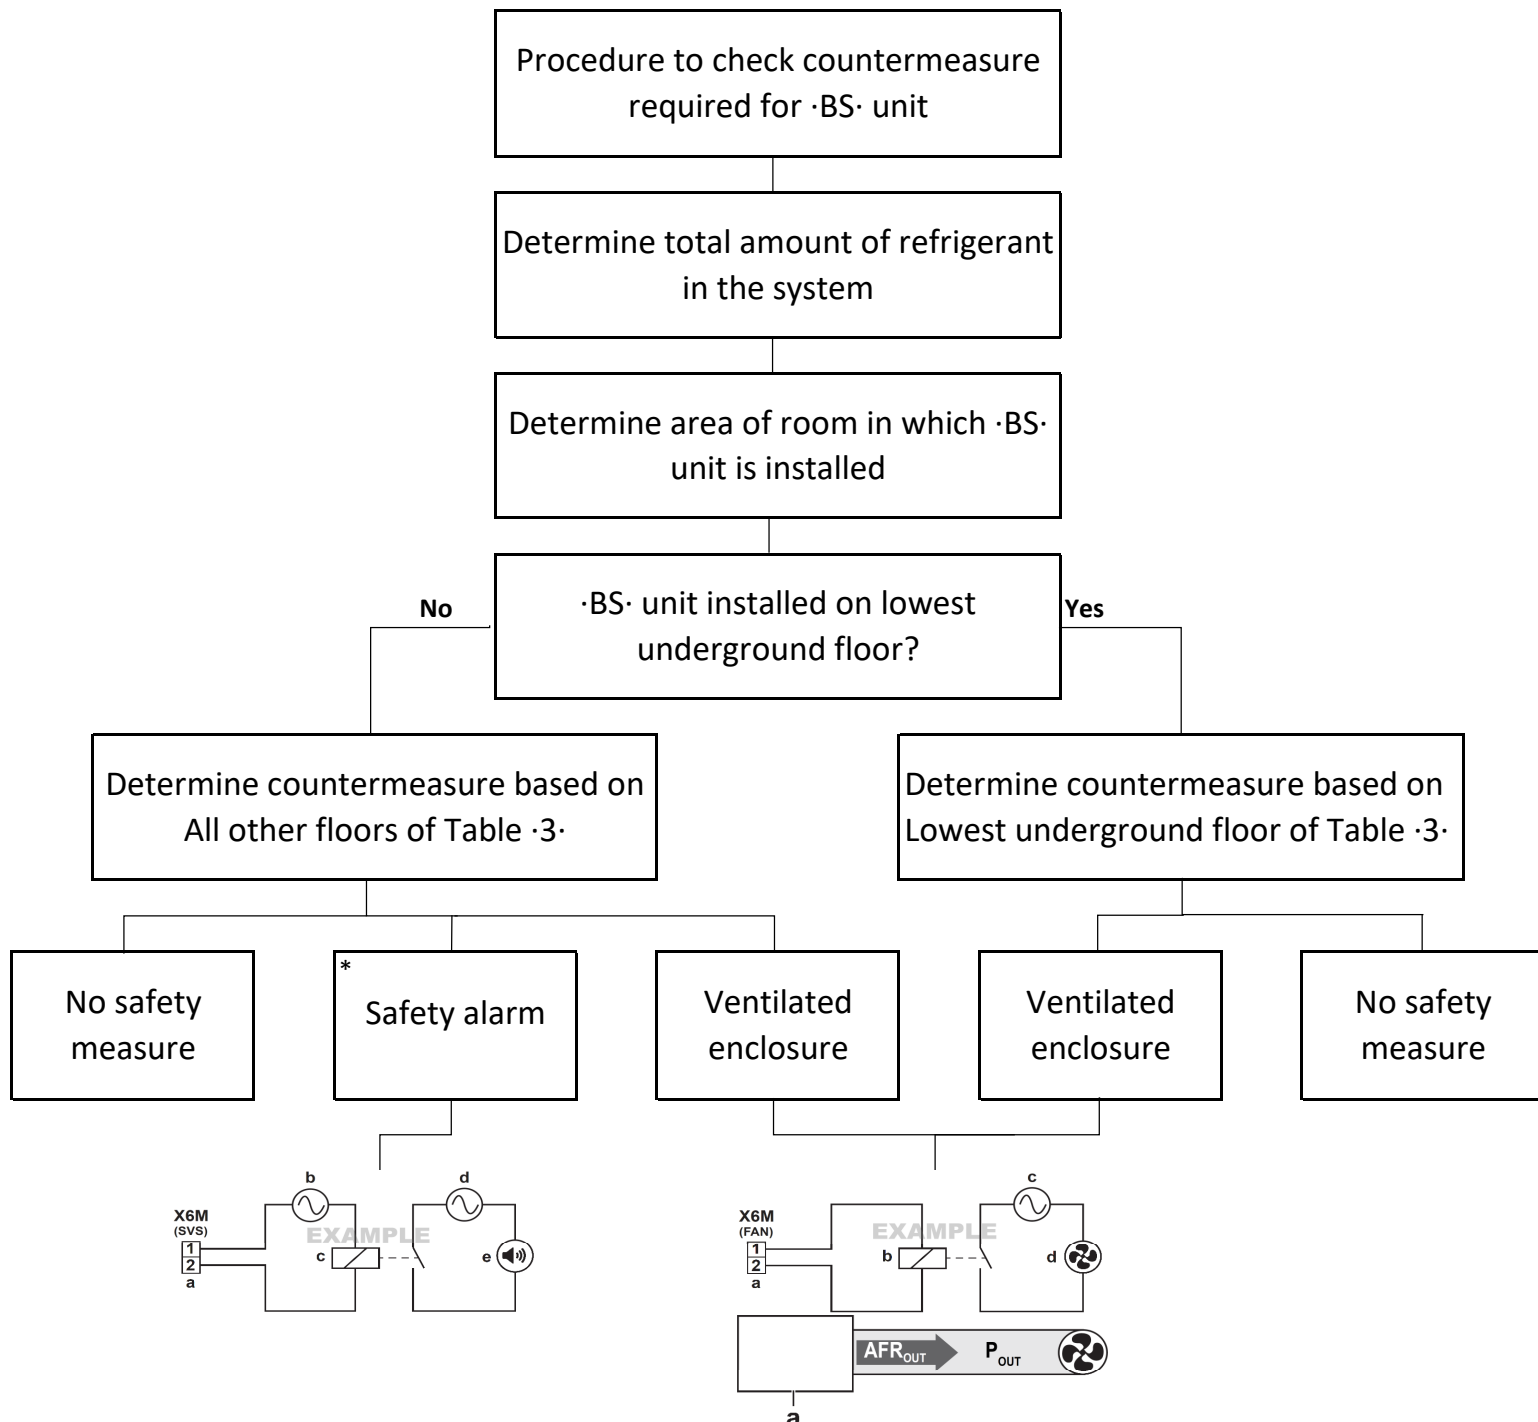 Procedure to check countermeasure
required for ·BS· unit
Determine total amount of refrigerant
in the system
Determine area of room in which ·BS·
unit is installed
·BS· unit installed on lowest
underground floor?
No
Yes
Determine countermeasure based on
All other floors of Table ·3·
Determine countermeasure based on
Lowest underground floor of Table ·3·
No safety
measure
*
Safety alarm
Ventilated
enclosure
Ventilated
enclosure
No safety
measure
b
d
X6M
(SVS)
EXAMPLE
1
2
c
e
a
c
X6M
(FAN)
EXAMPLE
1
2
b
d
a
AFR OUT
P OUT
a